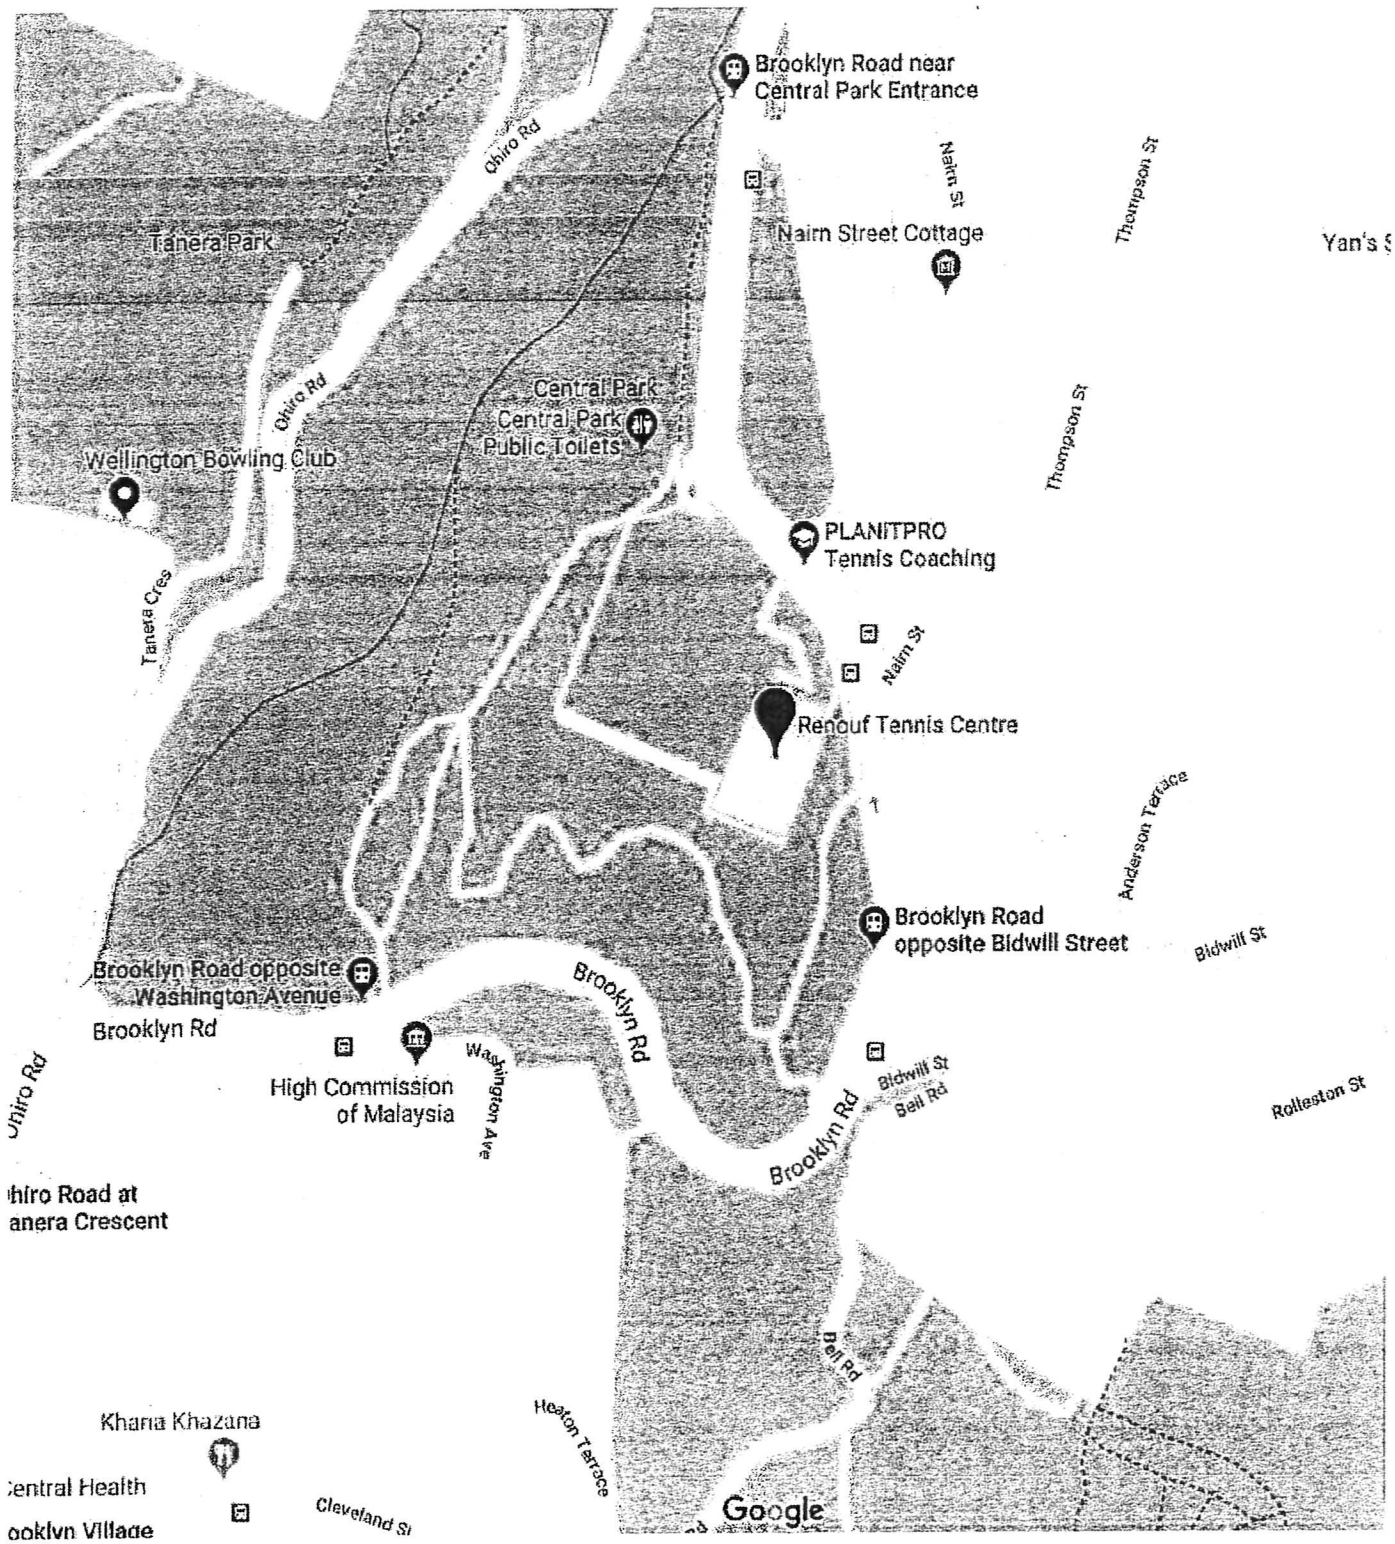 Brooklyn Road near
Central Park Entrance
Ohiro Rd
Nairn St
Thompson St
Tanera Park
Nairn Street Cottage
Yan's
Ohiro Rd
Central Park
Central Park
Public Toilets
Thompson St
Wellington Bowling Club
PLANITPRO
Tennis Coaching
Tanera Cres
Nairn St
Renouf Tennis Centre
Anderson Terrace
Brooklyn Road
opposite Bidwill Street
Bidwill St
Brooklyn Road opposite
Washington Avenue
Brooklyn Rd
Brooklyn Rd
Ohiro Rd
High Commission
of Malaysia
Washington Ave
Bidwill St
Bell Rd
Rolleston St
Brooklyn Rd
hiro Road at
anera Crescent
Bell Rd
Khana Khazana
Heaton Terrace
entral Health
Cleveland St
Google
ooklyn Village